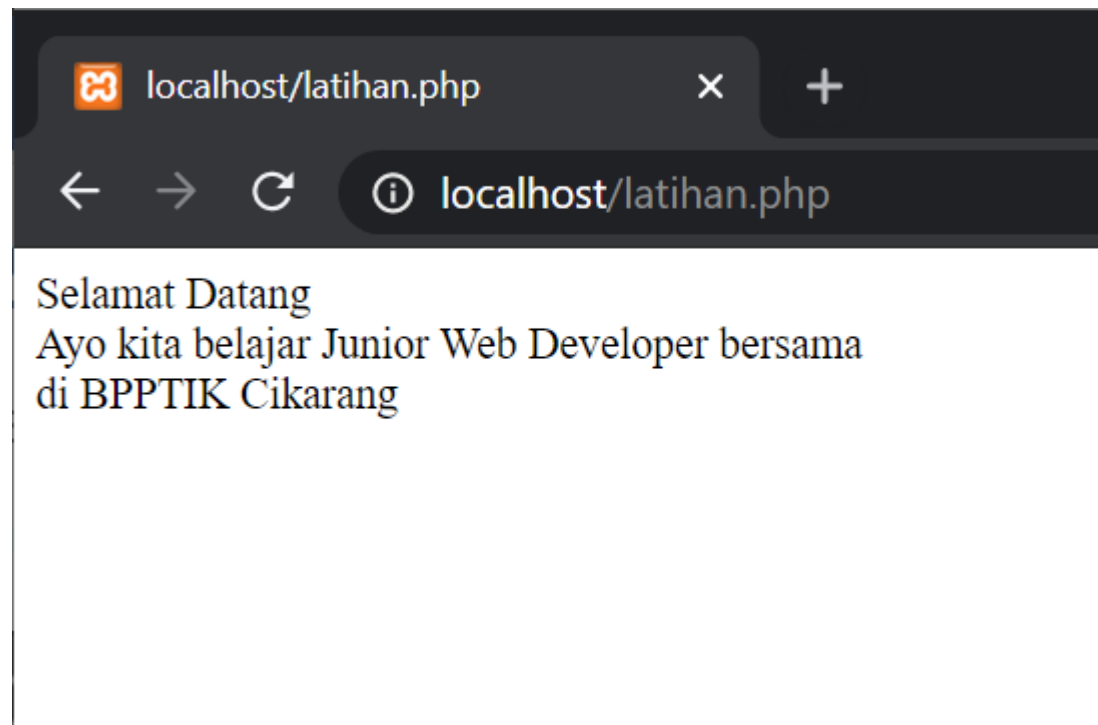 localhost/latihan.php
localhost/latihan.php
Selamat Datang
Ayo kita belajar Junior Web Developer bersama
di BPPTIK Cikarang